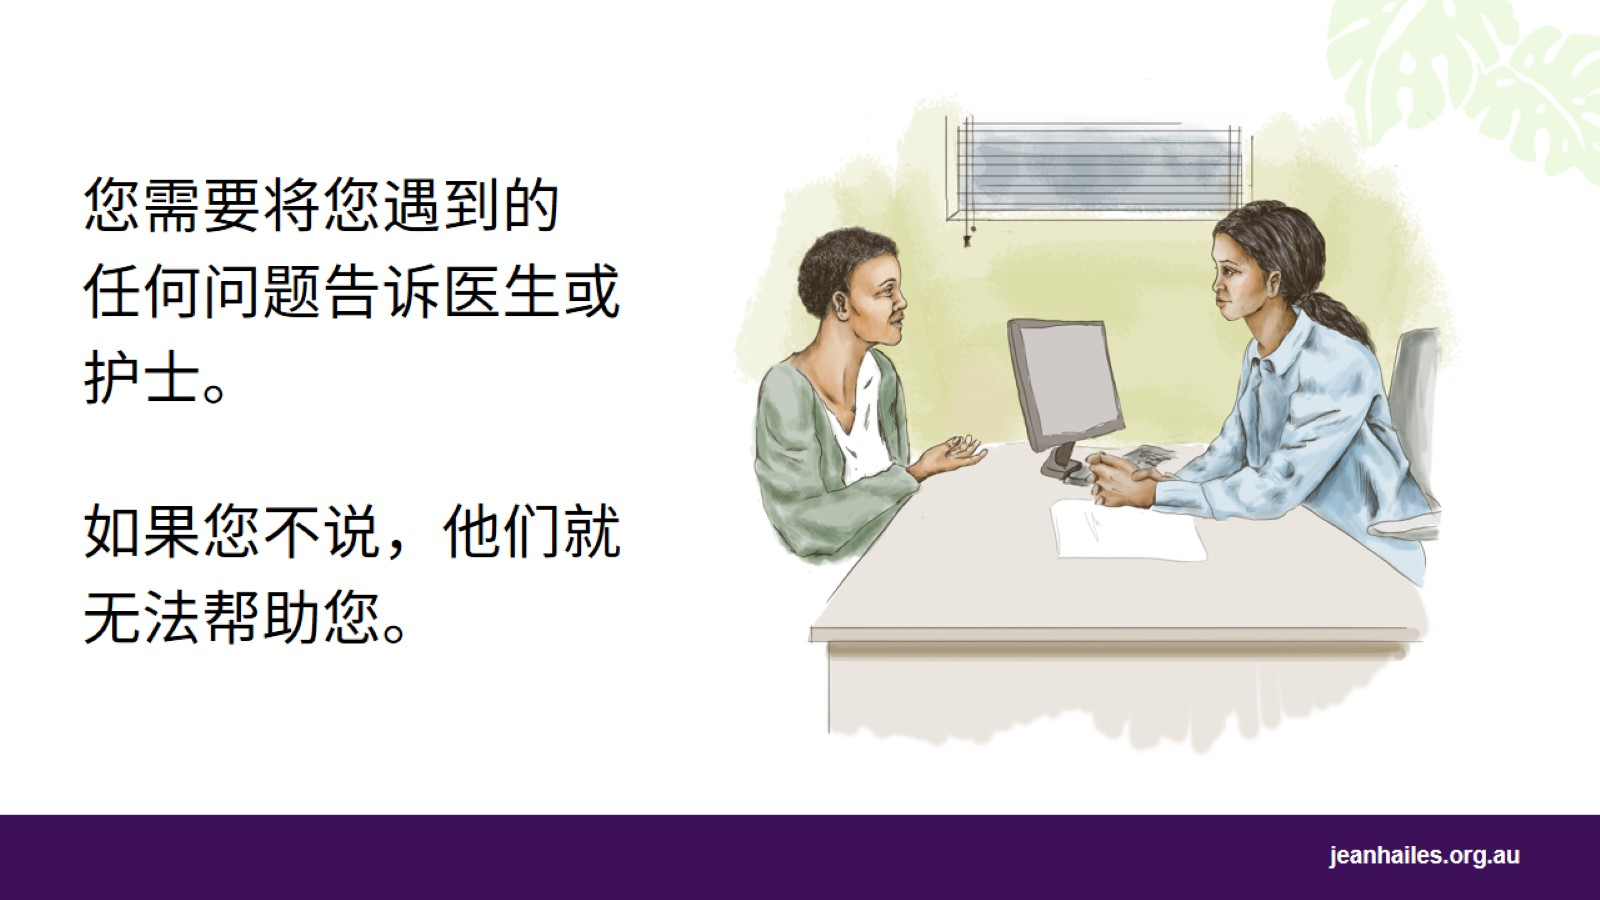 您需要将您遇到的
任何问题告诉医生或
护士。
如果您不说，他们就
无法帮助您。
jeanhailes.org.au